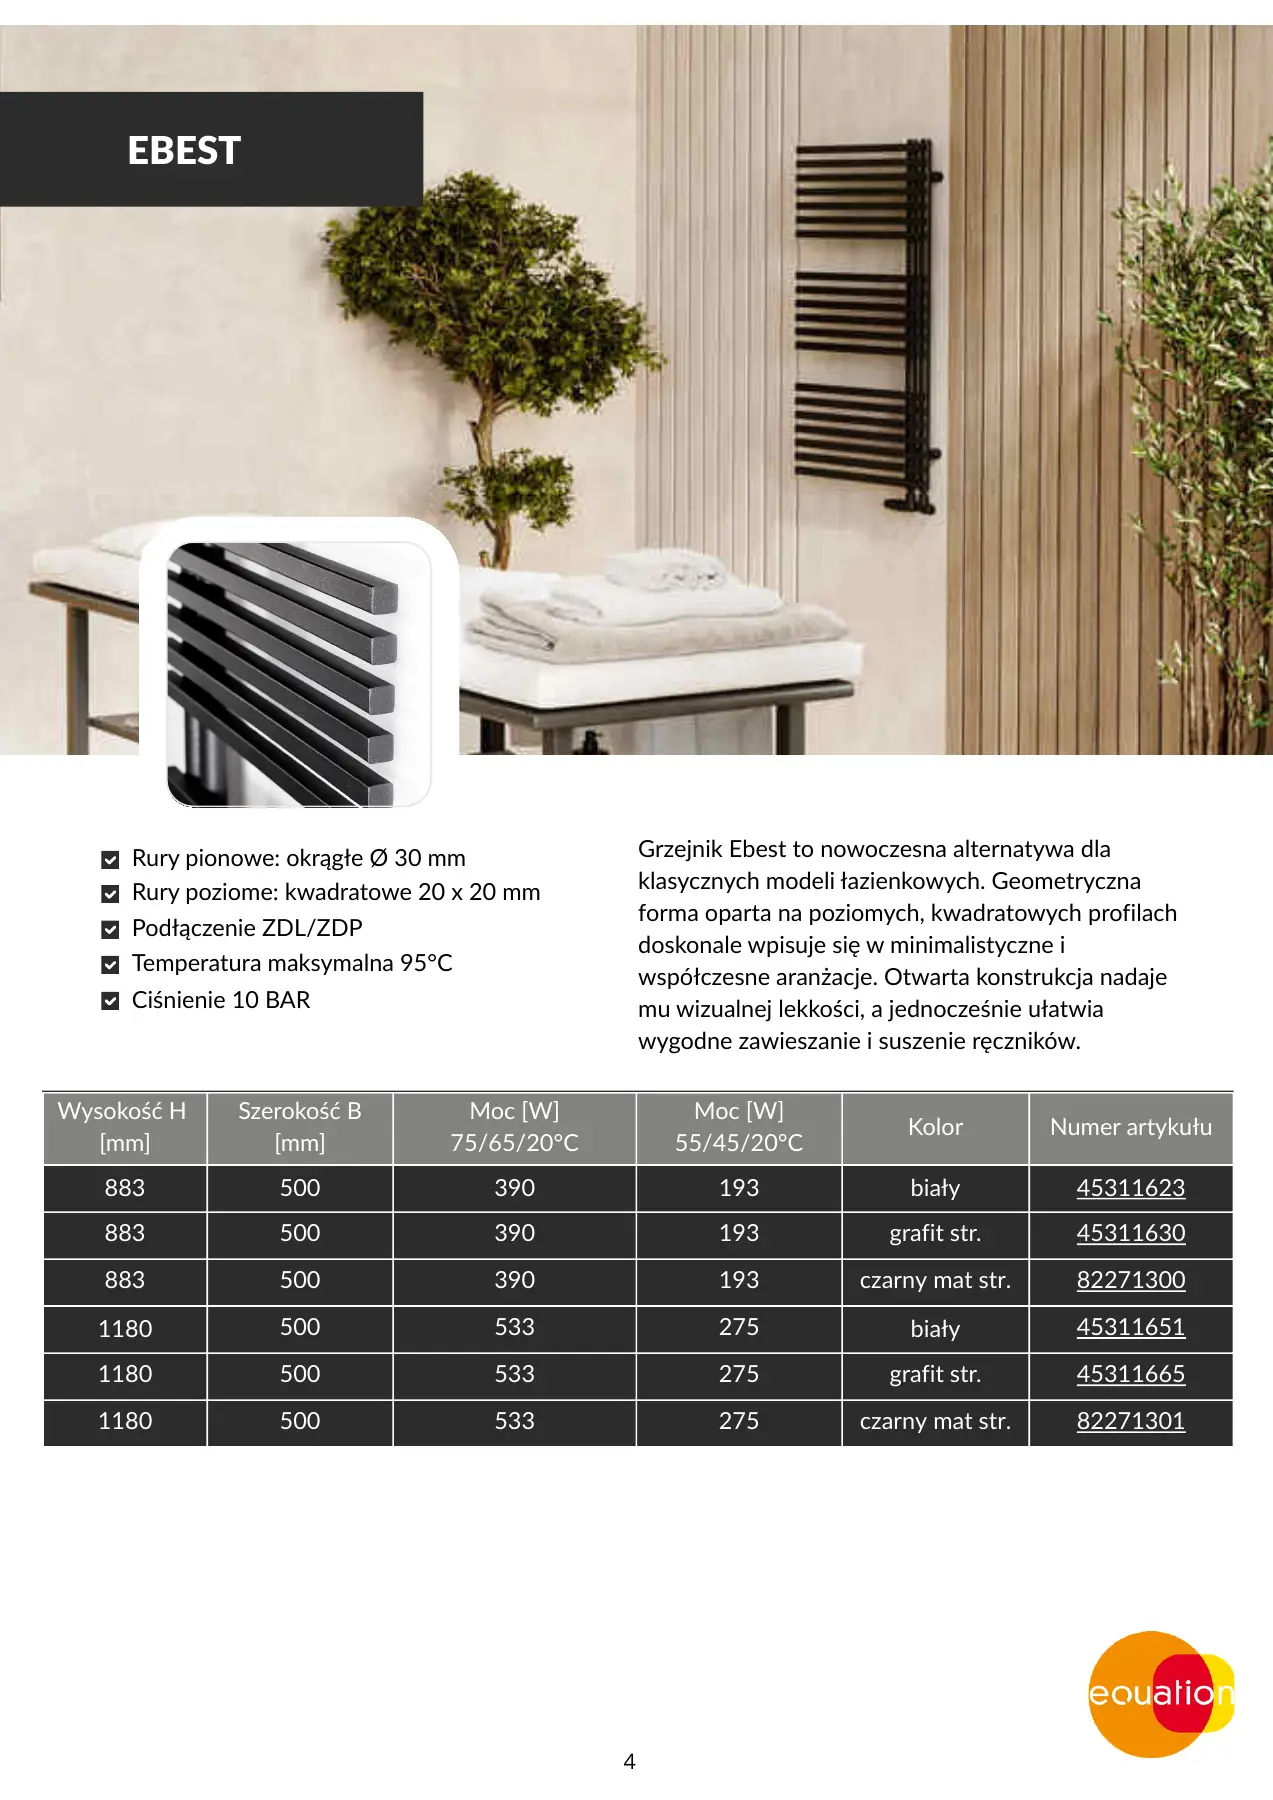 EBEST
Rury pionowe: okrągłe Ø 30 mm
Rury poziome: kwadratowe 20 x 20 mm
Podłączenie ZDL/ZDP
Temperatura maksymalna 95°C
Ciśnienie 10 BAR
Grzejnik Ebest to nowoczesna alternatywa dla
klasycznych modeli łazienkowych. Geometryczna
forma oparta na poziomych, kwadratowych profilach
doskonale wpisuje się w minimalistyczne i
współczesne aranżacje. Otwarta konstrukcja nadaje
mu wizualnej lekkości, a jednocześnie ułatwia
wygodne zawieszanie i suszenie ręczników.
Wysokość H [mm] Szerokość B [mm] Moc [W] 75/65/20°C Moc [W] 55/45/20°C Kolor Numer artykułu
883 500 390 193 biały 45311623
883 500 390 193 grafit str. 45311630
883 500 390 193 czarny mat str. 82271300
1180 500 533 275 biały 45311651
1180 500 533 275 grafit str. 45311665
1180 500 533 275 czarny mat str. 82271301
equation
4